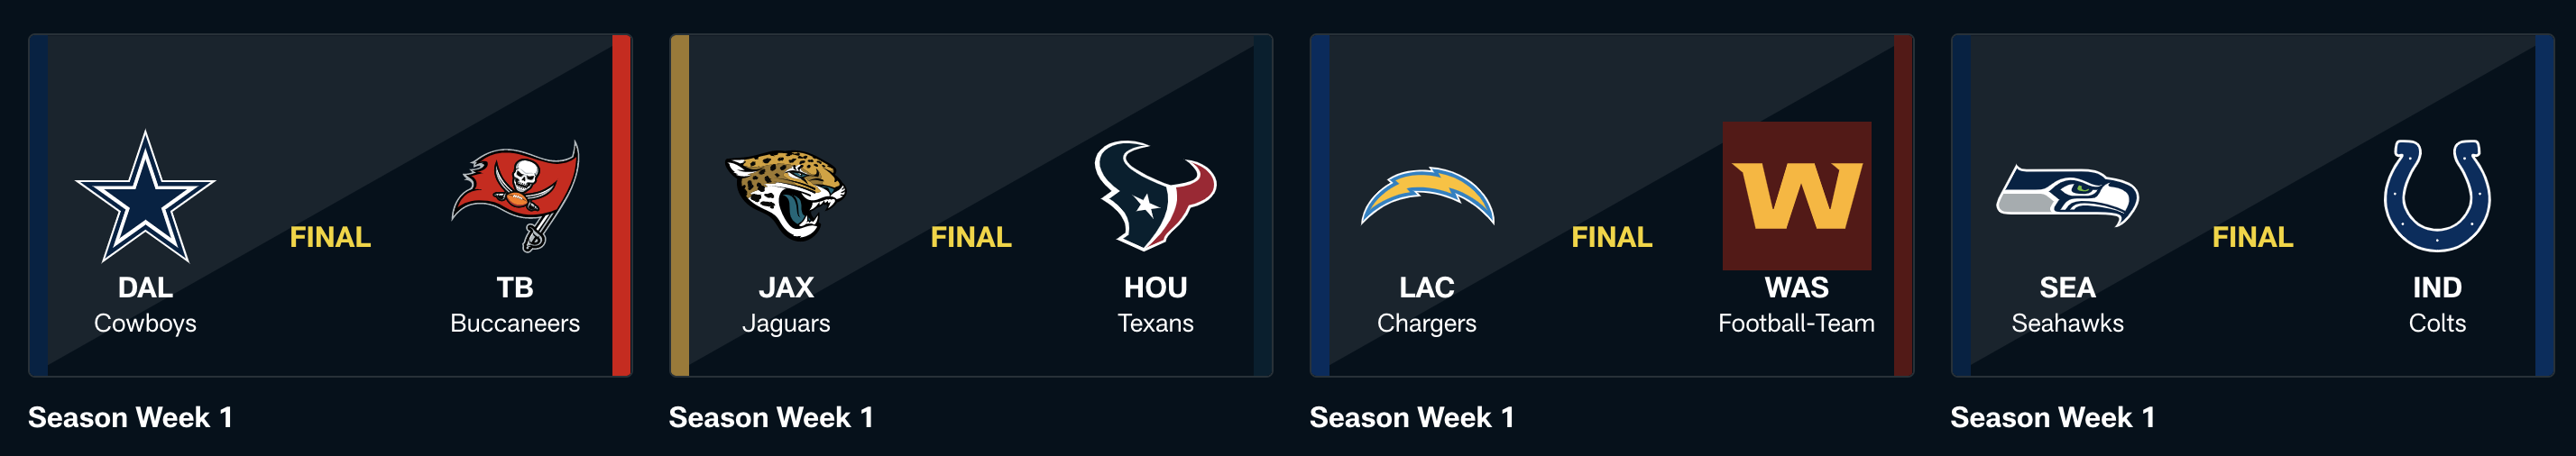 FINAL
DAL
Cowboys
TB
Buccaneers
Season Week 1
FINAL
JAX
Jaguars
HOU
Texans
Season Week 1
FINAL
LAC
Chargers
W
WAS
Football-Team
Season Week 1
FINAL
SEA
Seahawks
IND
Colts
Season Week 1